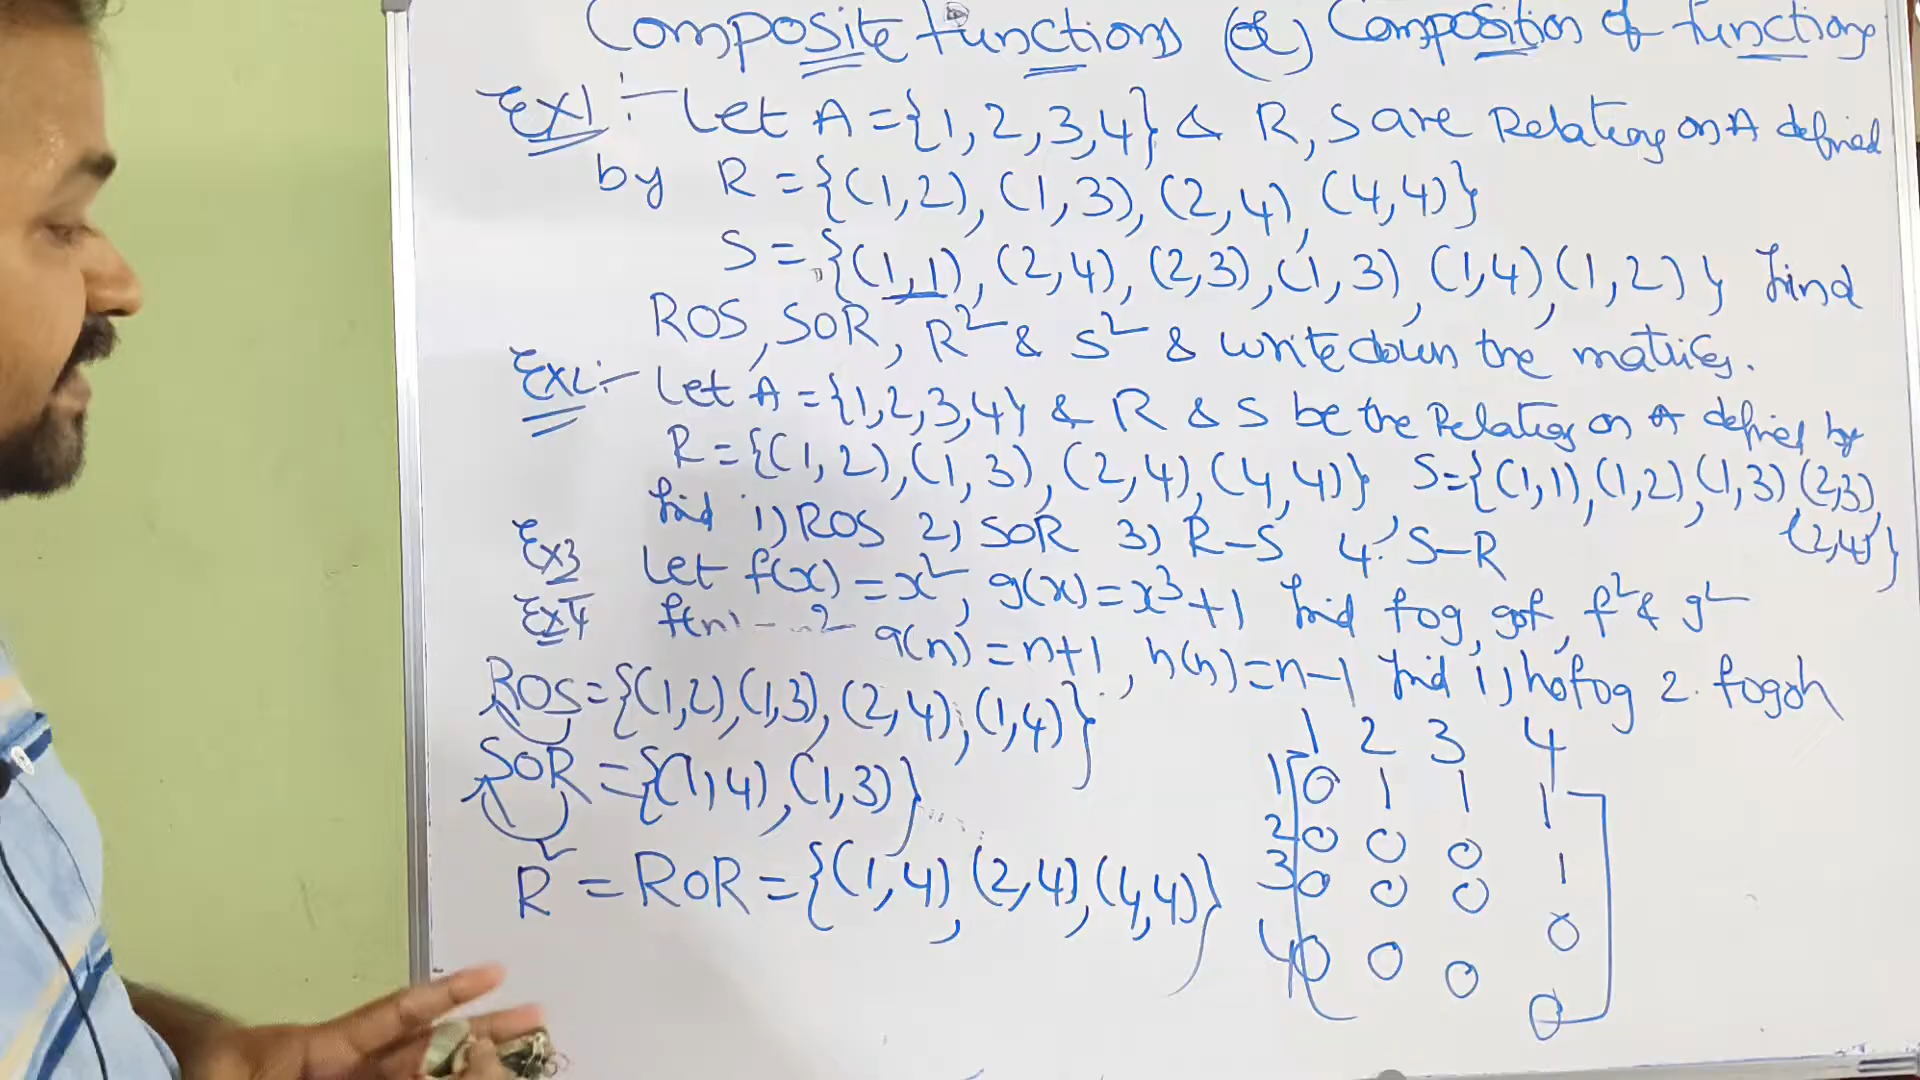 Composite functions (or) Composition of functions
Ex1:- Let A = {1, 2, 3, 4} & R, S are Relations on A defined
by R = {(1,2), (1,3), (2,4), (4,4)}
S = {(1,1), (2,4), (2,3), (1,3), (1,4), (1,2)} find
ROS, SOR, R² & S² & write down the matrices.
Ex2:- Let A = {1,2,3,4} & R & S be the Relations on A defined by
R = {(1,2), (1,3), (2,4), (4,4)} S = {(1,1), (1,2), (1,3) (2,3),
(2,4)}
find 1) ROS 2) SOR 3) R-S 4. S-R
Ex3 Let f(x) = x², g(x) = x³+1 find fog, gof, f² & g²
Ex4 f(n) = n² g(n) = n+1, h(n) = n-1 find 1) hofog 2. fogoh
ROS = {(1,2), (1,3), (2,4), (1,4)}
SOR = {(1,4), (1,3)}
R² = ROR = {(1,4), (2,4), (4,4)}
1 2 3 4
1 0 1 1 1
2 0 0 0 1
3 0 0 0 0
4 0 0 0 0